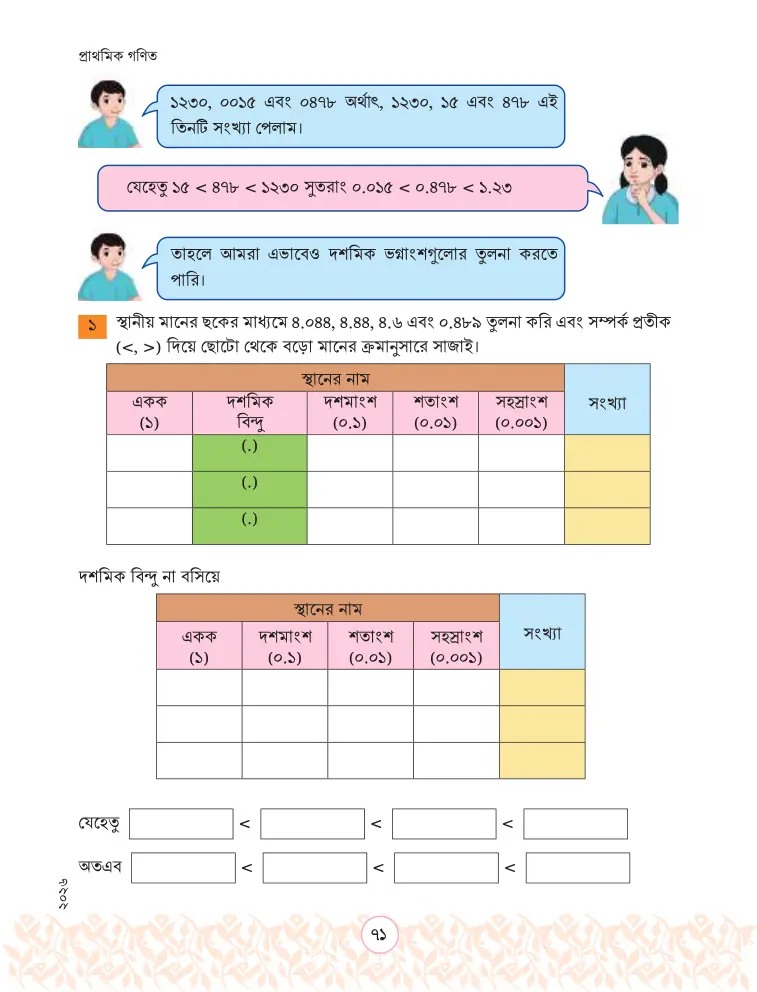 প্রাথমিক গণিত
১২৩০, ০০১৫ এবং ০৪৭৮ অর্থাৎ, ১২৩০, ১৫ এবং ৪৭৮ এই
তিনটি সংখ্যা পেলাম।
যেহেতু ১৫ < ৪৭৮ < ১২৩০ সুতরাং ০.০১৫ < ০.৪৭৮ < ১.২৩
তাহলে আমরা এভাবেও দশমিক ভগ্নাংশগুলোর তুলনা করতে
পারি।
১ স্থানীয় মানের ছকের মাধ্যমে ৪.০৪৪, ৪.৪৪, ৪.৬ এবং ০.৪৮৯ তুলনা করি এবং সম্পর্ক প্রতীক
(<, >) দিয়ে ছোটো থেকে বড়ো মানের ক্রমানুসারে সাজাই।
স্থানের নাম
একক দশমিক দশমাংশ শতাংশ সহস্রাংশ সংখ্যা
(১) বিন্দু (০.১) (০.০১) (০.০০১)
(.)
(.)
(.)
দশমিক বিন্দু না বসিয়ে
স্থানের নাম
একক দশমাংশ শতাংশ সহস্রাংশ সংখ্যা
(১) (০.১) (০.০১) (০.০০১)
যেহেতু < < <
অতএব < < <
২০২৬
৭১